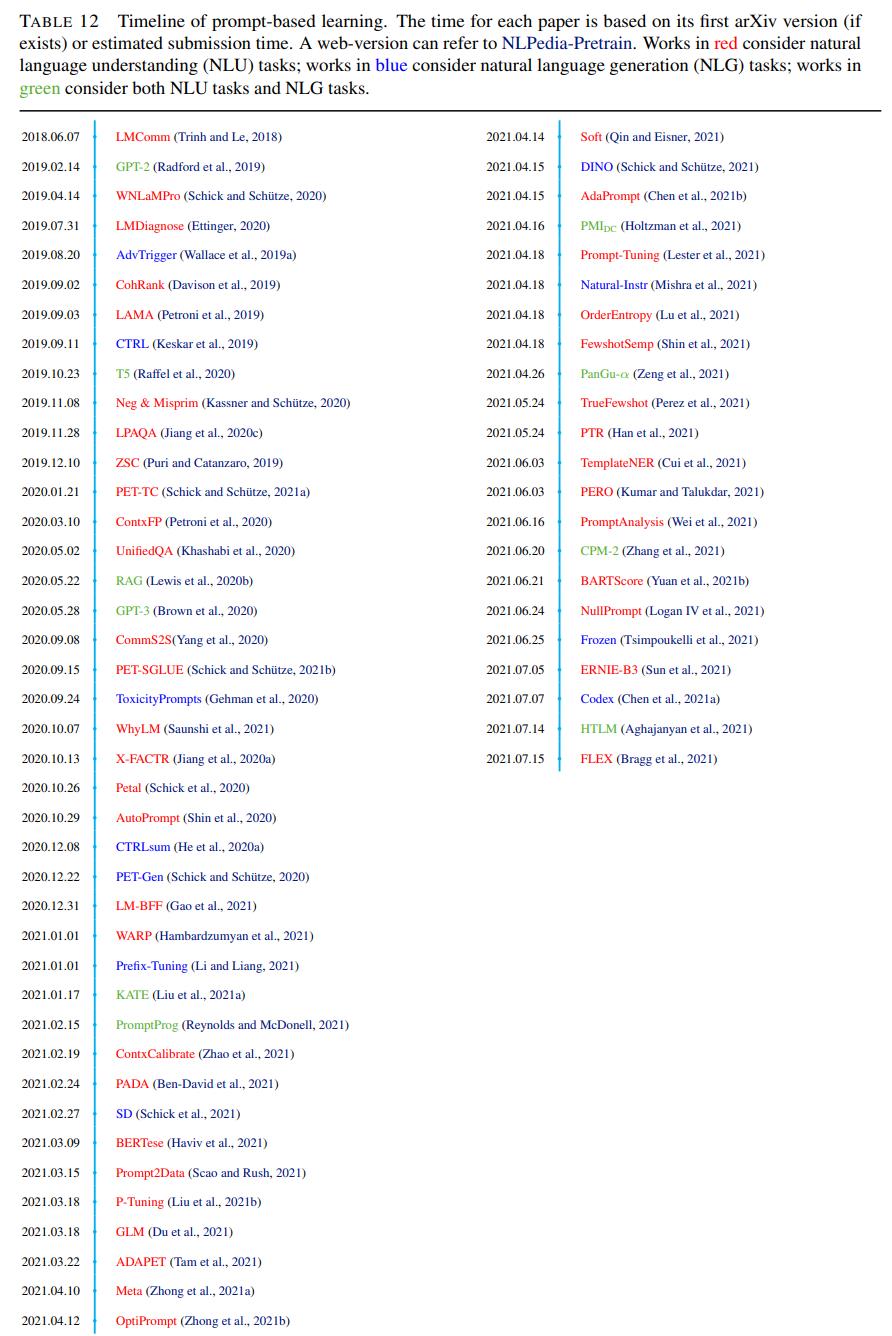 TABLE 12 Timeline of prompt-based learning. The time for each paper is based on its first arXiv version (if
exists) or estimated submission time. A web-version can refer to NLPedia-Pretrain. Works in red consider natural
language understanding (NLU) tasks; works in blue consider natural language generation (NLG) tasks; works in
green consider both NLU tasks and NLG tasks.
2018.06.07 LMComm (Trinh and Le, 2018)
2019.02.14 GPT-2 (Radford et al., 2019)
2019.04.14 WNLaMPro (Schick and Schütze, 2020)
2019.07.31 LMDiagnose (Ettinger, 2020)
2019.08.20 AdvTrigger (Wallace et al., 2019a)
2019.09.02 CohRank (Davison et al., 2019)
2019.09.03 LAMA (Petroni et al., 2019)
2019.09.11 CTRL (Keskar et al., 2019)
2019.10.23 T5 (Raffel et al., 2020)
2019.11.08 Neg & Misprim (Kassner and Schütze, 2020)
2019.11.28 LPAQA (Jiang et al., 2020c)
2019.12.10 ZSC (Puri and Catanzaro, 2019)
2020.01.21 PET-TC (Schick and Schütze, 2021a)
2020.03.10 ContxFP (Petroni et al., 2020)
2020.05.02 UnifiedQA (Khashabi et al., 2020)
2020.05.22 RAG (Lewis et al., 2020b)
2020.05.28 GPT-3 (Brown et al., 2020)
2020.09.08 CommS2S(Yang et al., 2020)
2020.09.15 PET-SGLUE (Schick and Schütze, 2021b)
2020.09.24 ToxicityPrompts (Gehman et al., 2020)
2020.10.07 WhyLM (Saunshi et al., 2021)
2020.10.13 X-FACTR (Jiang et al., 2020a)
2020.10.26 Petal (Schick et al., 2020)
2020.10.29 AutoPrompt (Shin et al., 2020)
2020.12.08 CTRLsum (He et al., 2020a)
2020.12.22 PET-Gen (Schick and Schütze, 2020)
2020.12.31 LM-BFF (Gao et al., 2021)
2021.01.01 WARP (Hambardzumyan et al., 2021)
2021.01.01 Prefix-Tuning (Li and Liang, 2021)
2021.01.17 KATE (Liu et al., 2021a)
2021.02.15 PromptProg (Reynolds and McDonell, 2021)
2021.02.19 ContxCalibrate (Zhao et al., 2021)
2021.02.24 PADA (Ben-David et al., 2021)
2021.02.27 SD (Schick et al., 2021)
2021.03.09 BERTese (Haviv et al., 2021)
2021.03.15 Prompt2Data (Scao and Rush, 2021)
2021.03.18 P-Tuning (Liu et al., 2021b)
2021.03.18 GLM (Du et al., 2021)
2021.03.22 ADAPET (Tam et al., 2021)
2021.04.10 Meta (Zhong et al., 2021a)
2021.04.12 OptiPrompt (Zhong et al., 2021b)
2021.04.14 Soft (Qin and Eisner, 2021)
2021.04.15 DINO (Schick and Schütze, 2021)
2021.04.15 AdaPrompt (Chen et al., 2021b)
2021.04.16 PMI_DC (Holtzman et al., 2021)
2021.04.18 Prompt-Tuning (Lester et al., 2021)
2021.04.18 Natural-Instr (Mishra et al., 2021)
2021.04.18 OrderEntropy (Lu et al., 2021)
2021.04.18 FewshotSemp (Shin et al., 2021)
2021.04.26 PanGu-α (Zeng et al., 2021)
2021.05.24 TrueFewshot (Perez et al., 2021)
2021.05.24 PTR (Han et al., 2021)
2021.06.03 TemplateNER (Cui et al., 2021)
2021.06.03 PERO (Kumar and Talukdar, 2021)
2021.06.16 PromptAnalysis (Wei et al., 2021)
2021.06.20 CPM-2 (Zhang et al., 2021)
2021.06.21 BARTScore (Yuan et al., 2021b)
2021.06.24 NullPrompt (Logan IV et al., 2021)
2021.06.25 Frozen (Tsimpoukelli et al., 2021)
2021.07.05 ERNIE-B3 (Sun et al., 2021)
2021.07.07 Codex (Chen et al., 2021a)
2021.07.14 HTLM (Aghajanyan et al., 2021)
2021.07.15 FLEX (Bragg et al., 2021)